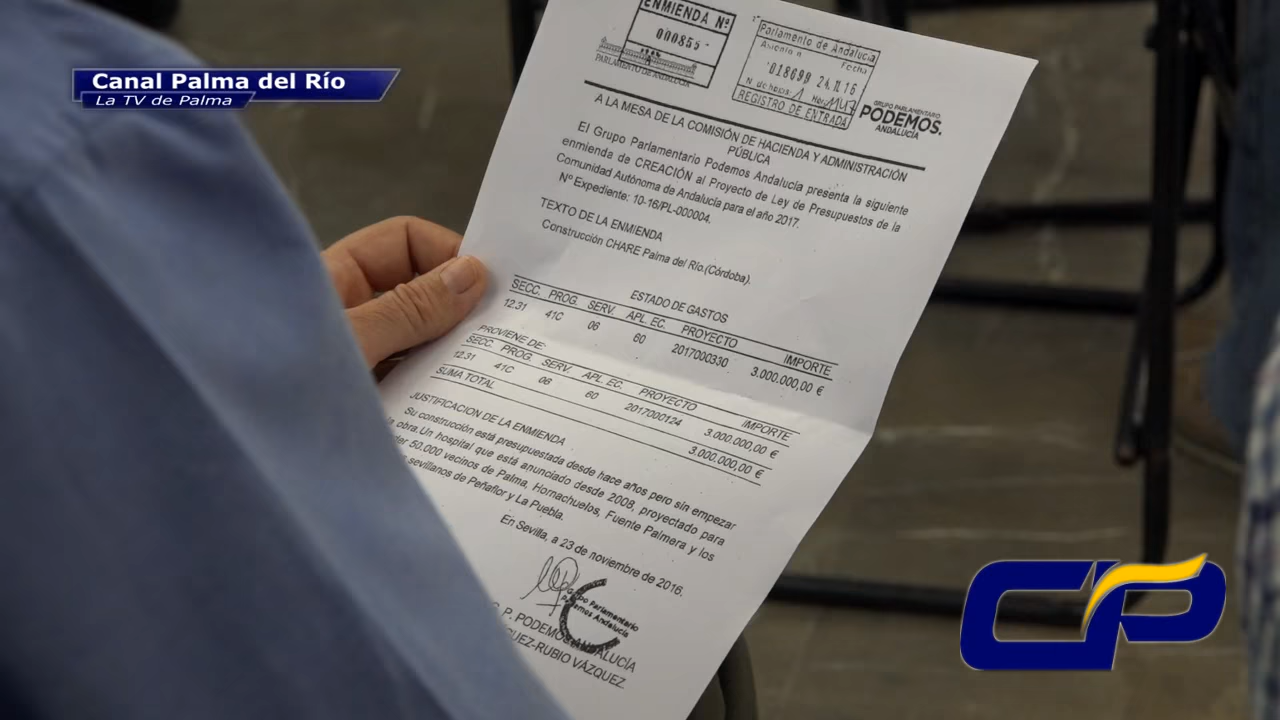 Canal Palma del Río
La TV de Palma
ENMIENDA Nº
000855
PARLAMENTO DE ANDALUCIA
Parlamento de Andalucía
Fecha
018699 24.11.16
REGISTRO DE ENTRADA
GRUPO PARLAMENTARIO
PODEMOS.
ANDALUCÍA
A LA MESA DE LA COMISIÓN DE HACIENDA Y ADMINISTRACIÓN
PÚBLICA
El Grupo Parlamentario Podemos Andalucía presenta la siguiente
enmienda de CREACIÓN al Proyecto de Ley de Presupuestos de la
Comunidad Autónoma de Andalucía para el año 2017.
Nº Expediente: 10-16/PL-000004.
TEXTO DE LA ENMIENDA
Construcción CHARE Palma del Río.(Córdoba).
ESTADO DE GASTOS
SECC. PROG. SERV. APL. EC. PROYECTO IMPORTE
12.31 41C 06 60 2017000330 3.000.000,00 €
PROVIENE DE:
SECC. PROG. SERV. APL. EC. PROYECTO IMPORTE
12.31 41C 06 60 2017000124 3.000.000,00 €
SUMA TOTAL 3.000.000,00 €
JUSTIFICACION DE LA ENMIENDA
Su construcción está presupuestada desde hace años pero sin empezar
obra.Un hospital que está anunciado desde 2008, proyectado para
50.000 vecinos de Palma, Hornachuelos, Fuente Palmera y los
sevillanos de Peñaflor y La Puebla.
En Sevilla, a 23 de noviembre de 2016.
Grupo Parlamentario
Podemos Andalucía
G. P. PODEMOS ANDALUCÍA
GUEZ-RUBIO VÁZQUEZ
CP